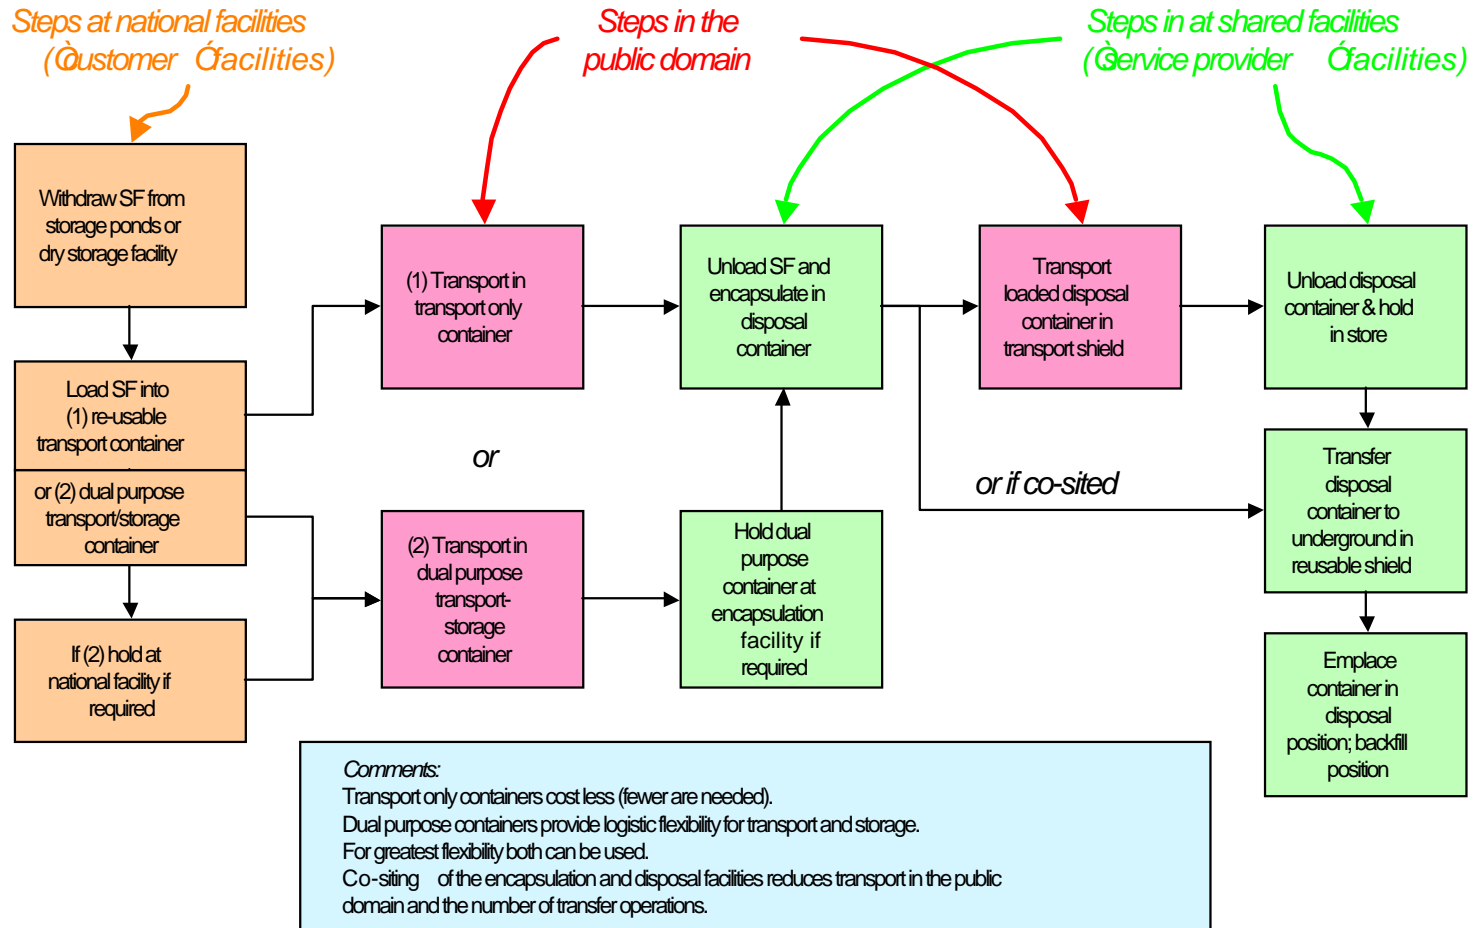 Steps at national facilities
(Òcustomer Ófacilities)
Steps in the
public domain
Steps in at shared facilities
(Òservice provider Ófacilities)
Withdraw SF from
storage ponds or
dry storage facility
Load SF into
(1) re-usable
transport container
or (2) dual purpose
transport/storage
container
If (2) hold at
national facility if
required
(1) Transport in
transport only
container
or
(2) Transport in
dual purpose
transport-
storage
container
Unload SF and
encapsulate in
disposal
container
Hold dual
purpose
container at
encapsulation
facility if
required
Transport
loaded disposal
container in
transport shield
or if co-sited
Unload disposal
container & hold
in store
Transfer
disposal
container to
underground in
reusable shield
Emplace
container in
disposal
position; backfill
position
Comments:
Transport only containers cost less (fewer are needed).
Dual purpose containers provide logistic flexibility for transport and storage.
For greatest flexibility both can be used.
Co-siting of the encapsulation and disposal facilities reduces transport in the public
domain and the number of transfer operations.